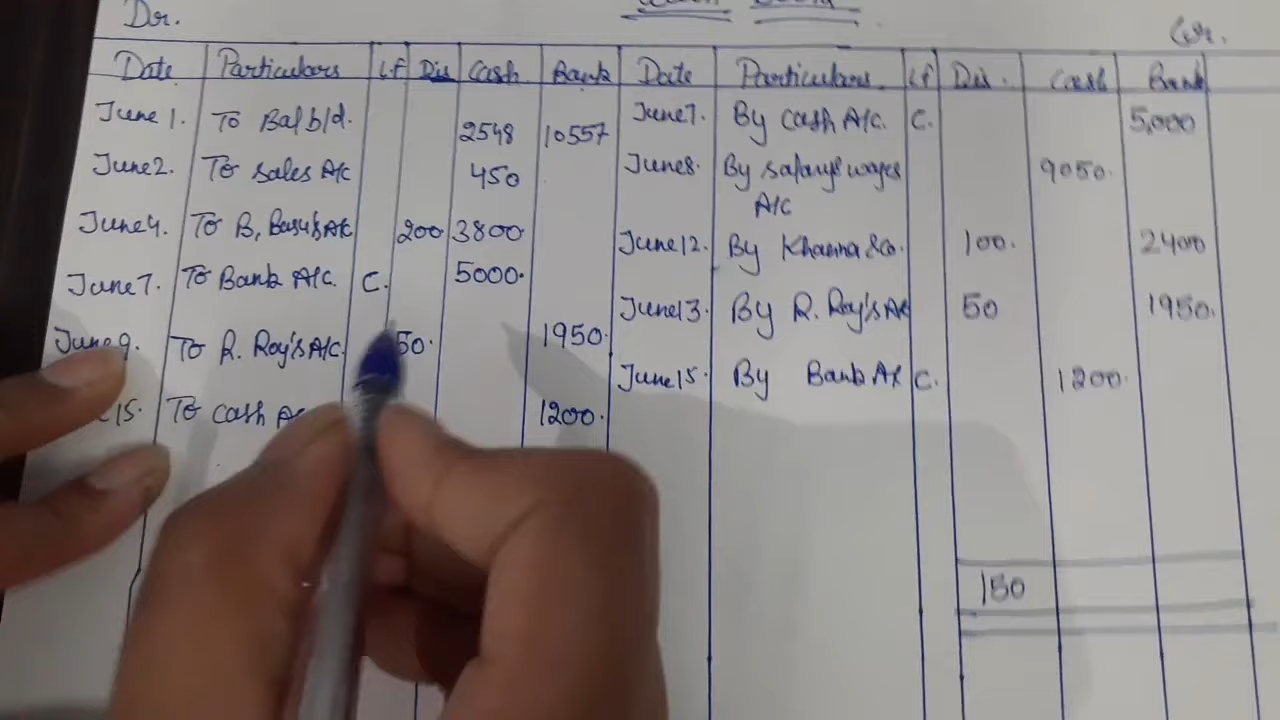 Dr.
Cr.
Date Particulars L.f Dis Cash Bank Date Particulars Lf Dis. Cash Bank
June 1. To Bal b/d. 2548 10557 June 7. By Cash A/c. C. 5,000
June 2. To Sales A/c 450 June 8. By Salary & wages 9050.
A/c
June 4. To B. Basu's A/c 200 3800 June 12. By Khanna & co. 100. 2400
June 7. To Bank A/c. C. 5000. June 13. By R. Roy's A/c 50 1950.
June 9. To R. Roy's A/c. 50. 1950. June 15. By Bank A/c C. 1200.
15. To Cash 1200.
150